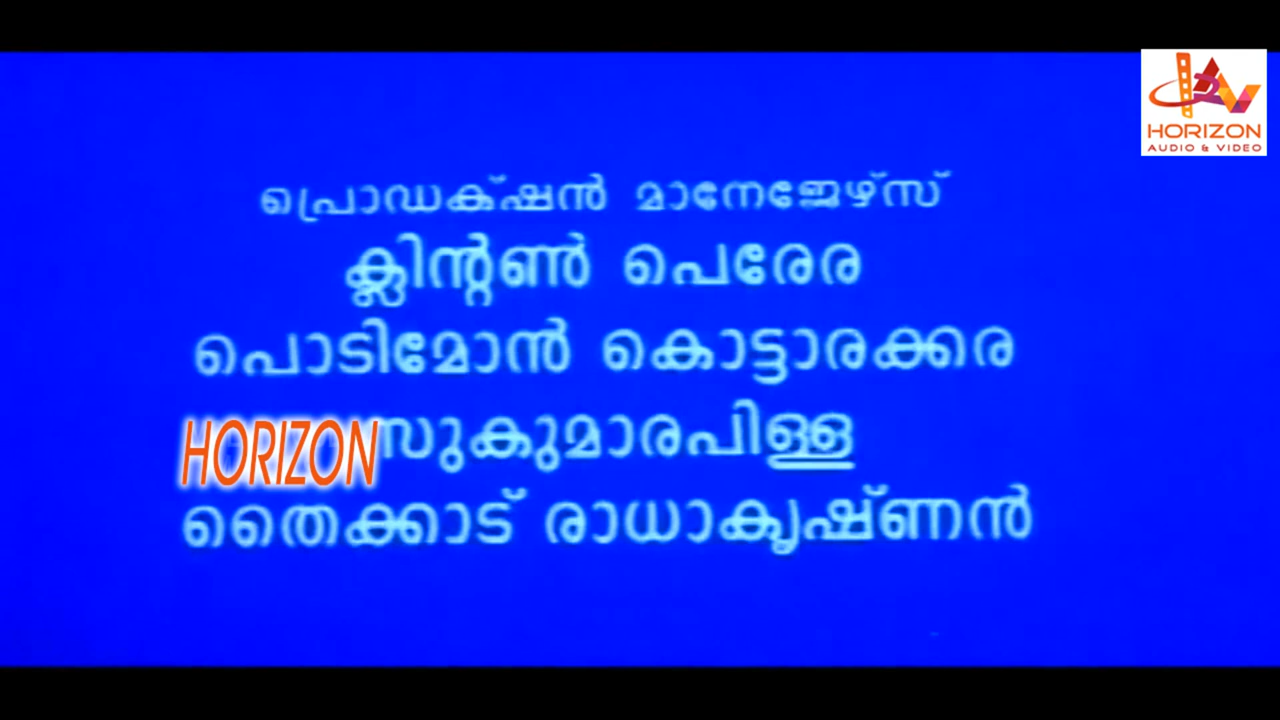 HORIZON
AUDIO & VIDEO
പ്രൊഡക്ഷൻ മാനേജേഴ്സ്
ക്ലിന്റൺ പെരേര
പൊടിമോൻ കൊട്ടാരക്കര
HORIZON സുകുമാരപിള്ള
തൈക്കാട് രാധാകൃഷ്ണൻ